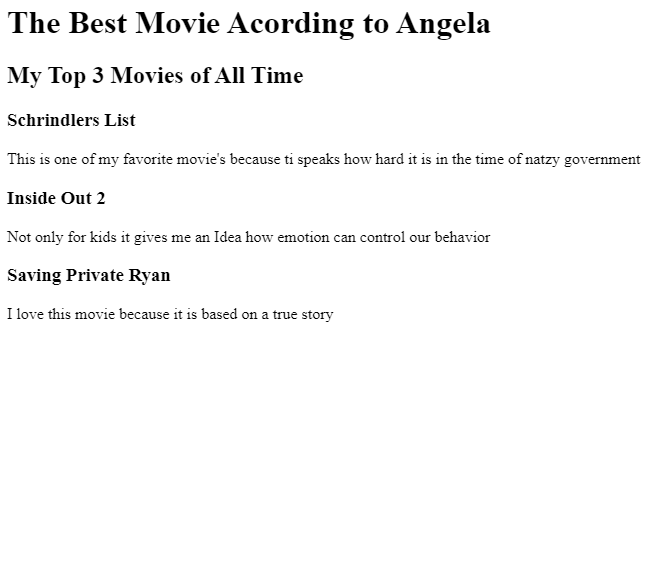 The Best Movie Acording to Angela
My Top 3 Movies of All Time
Schrindlers List
This is one of my favorite movie's because ti speaks how hard it is in the time of natzy government
Inside Out 2
Not only for kids it gives me an Idea how emotion can control our behavior
Saving Private Ryan
I love this movie because it is based on a true story